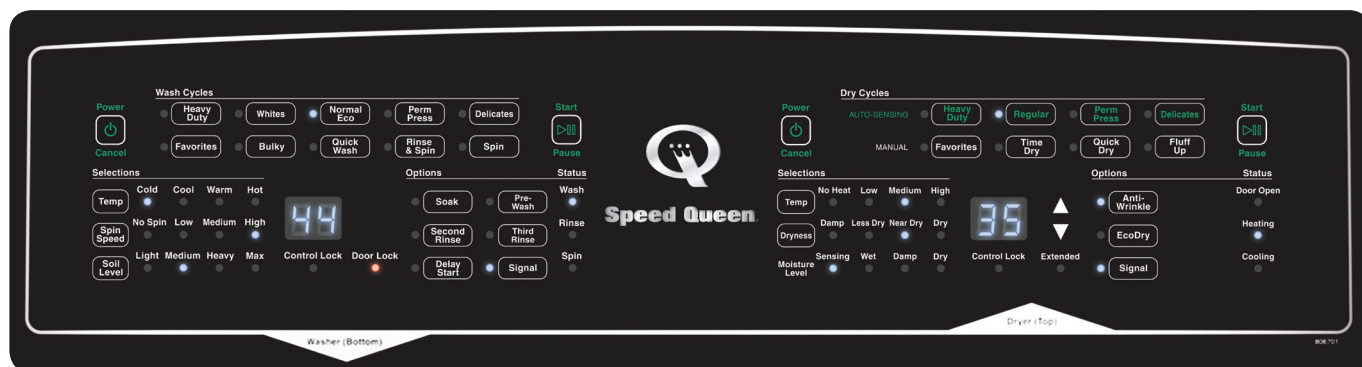 Wash Cycles
Power
Cancel
Heavy
Duty
Whites
Normal
Eco
Perm
Press
Delicates
Favorites
Bulky
Quick
Wash
Rinse
& Spin
Spin
Start
Pause
Selections
Temp
Cold Cool Warm Hot
Spin
Speed
No Spin Low Medium High
Soil
Level
Light Medium Heavy Max
44
Control Lock Door Lock
Options
Soak
Pre-
Wash
Second
Rinse
Third
Rinse
Delay
Start
Signal
Status
Wash
Rinse
Spin
Washer (Bottom)
Speed Queen
Dry Cycles
Power
Cancel
AUTO-SENSING
Heavy
Duty
Regular
Perm
Press
Delicates
MANUAL
Favorites
Time
Dry
Quick
Dry
Fluff
Up
Start
Pause
Selections
Temp
No Heat Low Medium High
Dryness
Damp Less Dry Near Dry Dry
Moisture
Level
Sensing Wet Damp Dry
35
Control Lock Extended
Options
Anti-
Wrinkle
EcoDry
Signal
Status
Door Open
Heating
Cooling
Dryer (Top)
806701